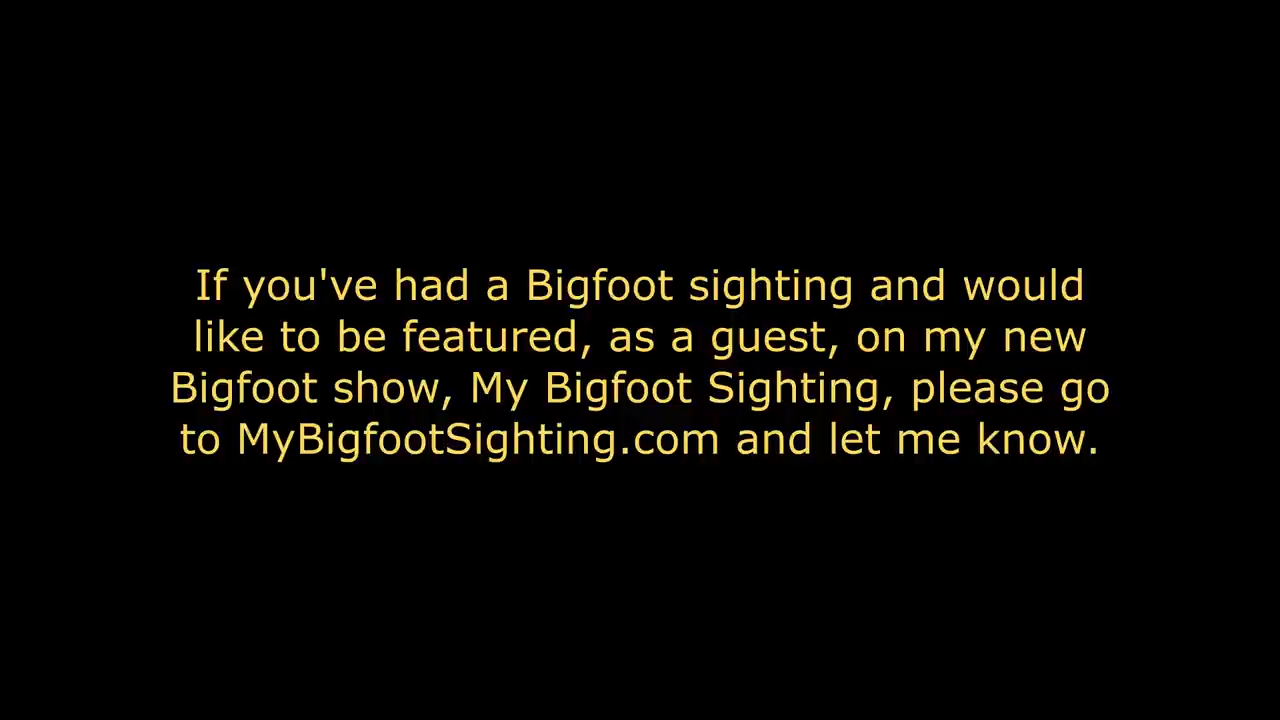 If you've had a Bigfoot sighting and would
like to be featured, as a guest, on my new
Bigfoot show, My Bigfoot Sighting, please go
to MyBigfootSighting.com and let me know.